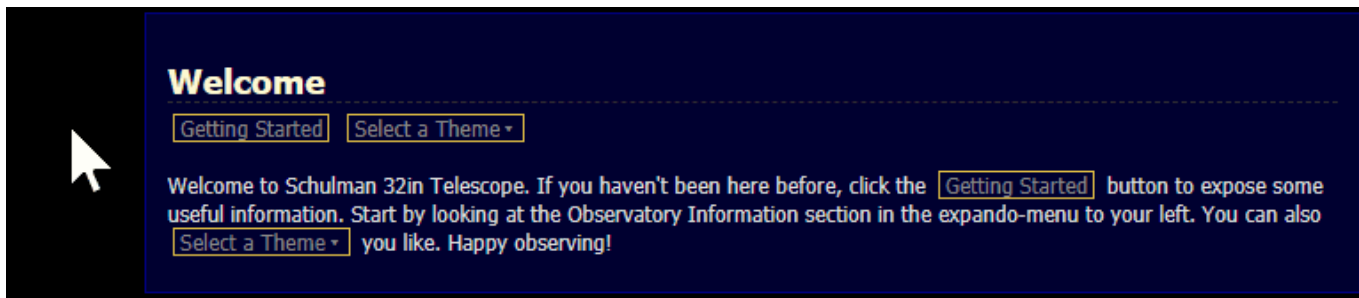 Welcome
Getting Started Select a Theme
Welcome to Schulman 32in Telescope. If you haven't been here before, click the Getting Started button to expose some
useful information. Start by looking at the Observatory Information section in the expando-menu to your left. You can also
Select a Theme you like. Happy observing!